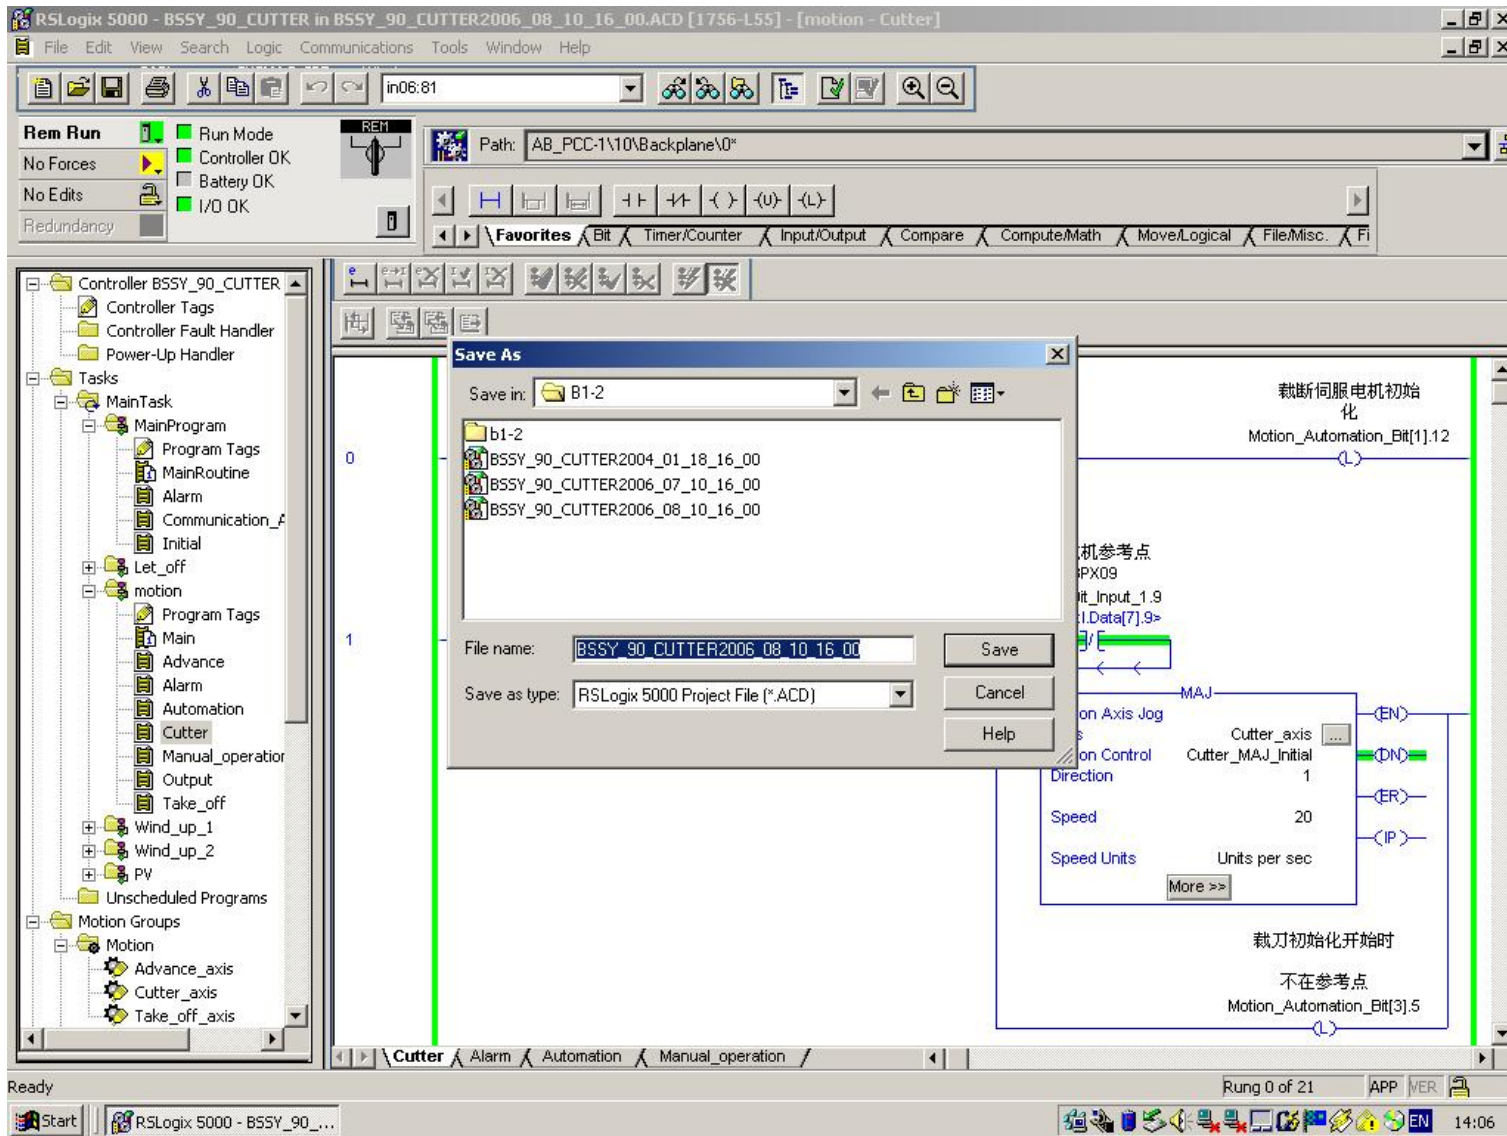 RSLogix 5000 - BSSY_90_CUTTER in BSSY_90_CUTTER2006_08_10_16_00.ACD [1756-L55] - [motion - Cutter]
File Edit View Search Logic Communications Tools Window Help
in06:81
Rem Run
No Forces
No Edits
Redundancy
Run Mode
Controller OK
Battery OK
I/O OK
REM
Path: AB_PCC-1\10\Backplane\0*
Favorites Bit Timer/Counter Input/Output Compare Compute/Math Move/Logical File/Misc. Fi
Controller BSSY_90_CUTTER
Controller Tags
Controller Fault Handler
Power-Up Handler
Tasks
MainTask
MainProgram
Program Tags
MainRoutine
Alarm
Communication_A
Initial
Let_off
motion
Program Tags
Main
Advance
Alarm
Automation
Cutter
Manual_operation
Output
Take_off
Wind_up_1
Wind_up_2
PV
Unscheduled Programs
Motion Groups
Motion
Advance_axis
Cutter_axis
Take_off_axis
Save As
Save in: B1-2
b1-2
BSSY_90_CUTTER2004_01_18_16_00
BSSY_90_CUTTER2006_07_10_16_00
BSSY_90_CUTTER2006_08_10_16_00
File name: BSSY_90_CUTTER2006_08_10_16_00
Save
Save as type: RSLogix 5000 Project File (*.ACD)
Cancel
Help
0
裁断伺服电机初始
化
Motion_Automation_Bit[1].12
(L)
1
机参考点
BPX09
it_Input_1.9
:I.Data[7].9>
MAJ
on Axis Jog
Cutter_axis ...
on Control Cutter_MAJ_Initial
Direction 1
Speed 20
Speed Units Units per sec
More >>
(EN)
(DN)
(ER)
(IP)
裁刀初始化开始时
不在参考点
Motion_Automation_Bit[3].5
(L)
Cutter Alarm Automation Manual_operation
Ready
Rung 0 of 21 APP VER
Start RSLogix 5000 - BSSY_90_... EN 14:06